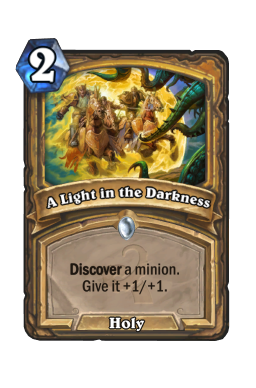 2
A Light in the Darkness
Discover a minion.
Give it +1/+1.
Holy